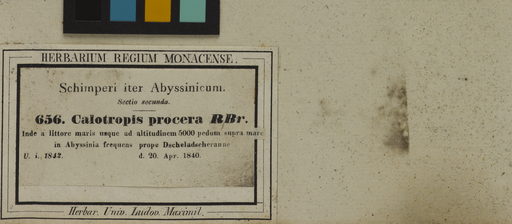 HERBARIUM REGIUM MONACENSE.
Schimperi iter Abyssinicum.
Sectio secunda.
656. Calotropis procera RBr.
Inde a littore maris usque ad altitudinem 5000 pedum supra mare
in Abyssinia frequens prope Dscheladscheranne
U. i., 1842. d. 20. Apr. 1840.
Herbar. Univ. Ludov. Maximil.